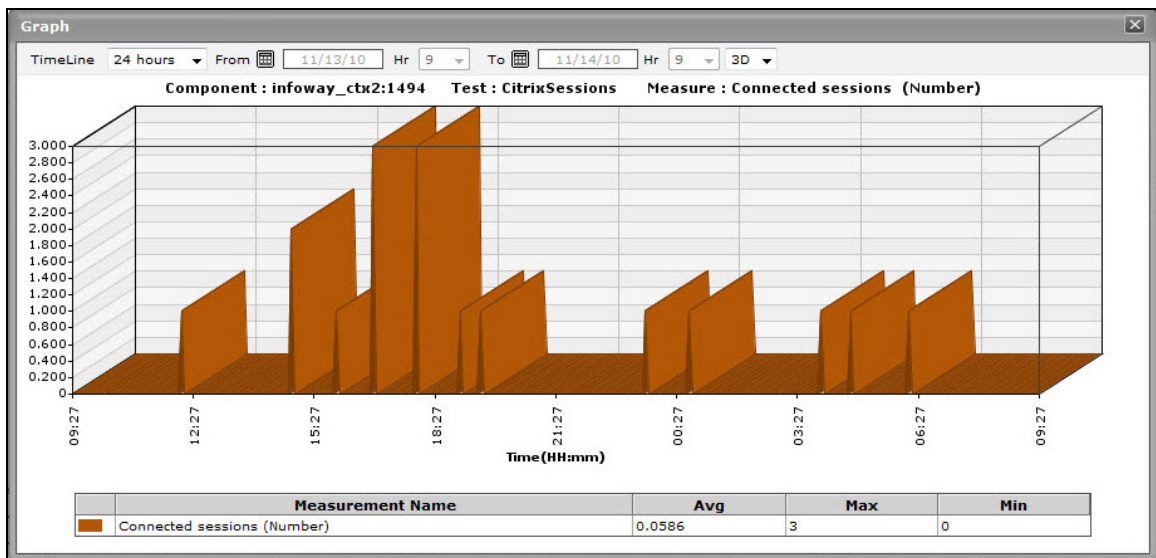 Graph
TimeLine 24 hours From 11/13/10 Hr 9 To 11/14/10 Hr 9 3D
Component : infoway_ctx2:1494 Test : CitrixSessions Measure : Connected sessions (Number)
3.000
2.800
2.600
2.400
2.200
2.000
1.800
1.600
1.400
1.200
1.000
0.800
0.600
0.400
0.200
0
09:27 12:27 15:27 18:27 21:27 00:27 03:27 06:27 09:27
Time(HH:mm)
Measurement Name Avg Max Min
Connected sessions (Number) 0.0586 3 0